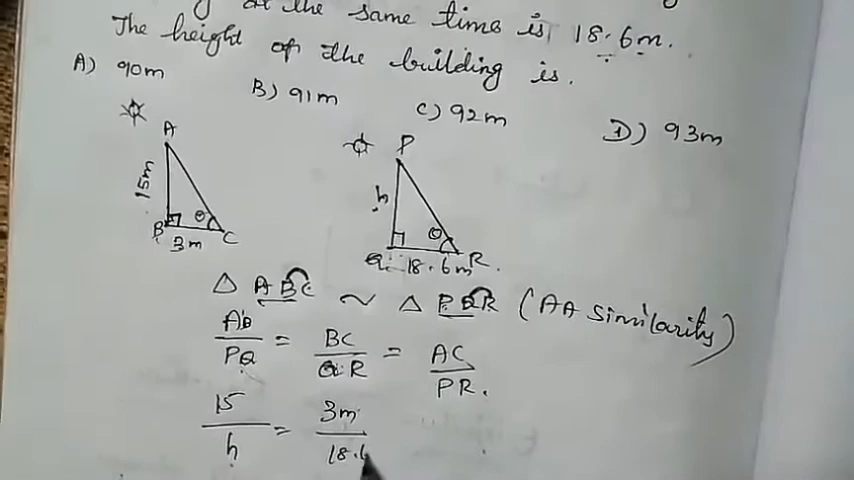 at the same time is 18.6m.
The height of the building is.
A) 90m B) 91m C) 92m D) 93m
A P
15m h
B θ C θ
3m Q 18.6m R
△ ABC ~ △ PQR (AA similarity)
AB/PQ = BC/QR = AC/PR.
15/h = 3m/18.6